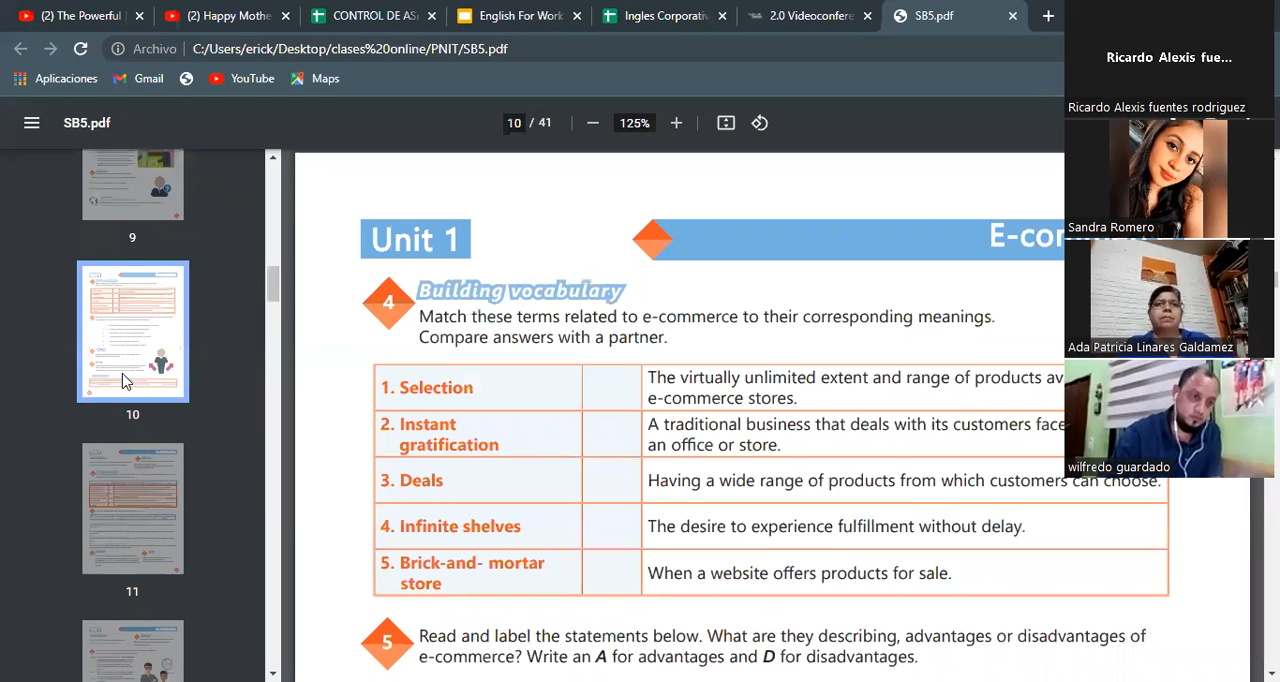 (2) The Powerful
(2) Happy Mothe
CONTROL DE AS
English For Work
Ingles Corporativ
2.0 Videoconfere
SB5.pdf
Archivo
C:/Users/erick/Desktop/clases%20online/PNIT/SB5.pdf
Aplicaciones
Gmail
YouTube
Maps
SB5.pdf
10 / 41
125%
9
10
11
Unit 1
E-com
4
Building vocabulary
Match these terms related to e-commerce to their corresponding meanings.
Compare answers with a partner.
1. Selection
The virtually unlimited extent and range of products av
e-commerce stores.
2. Instant
gratification
A traditional business that deals with its customers face
an office or store.
3. Deals
Having a wide range of products from which customers can choose.
4. Infinite shelves
The desire to experience fulfillment without delay.
5. Brick-and- mortar
store
When a website offers products for sale.
5
Read and label the statements below. What are they describing, advantages or disadvantages of
e-commerce? Write an A for advantages and D for disadvantages.
Ricardo Alexis fue...
Ricardo Alexis fuentes rodriguez
Sandra Romero
Ada Patricia Linares Galdamez
wilfredo guardado